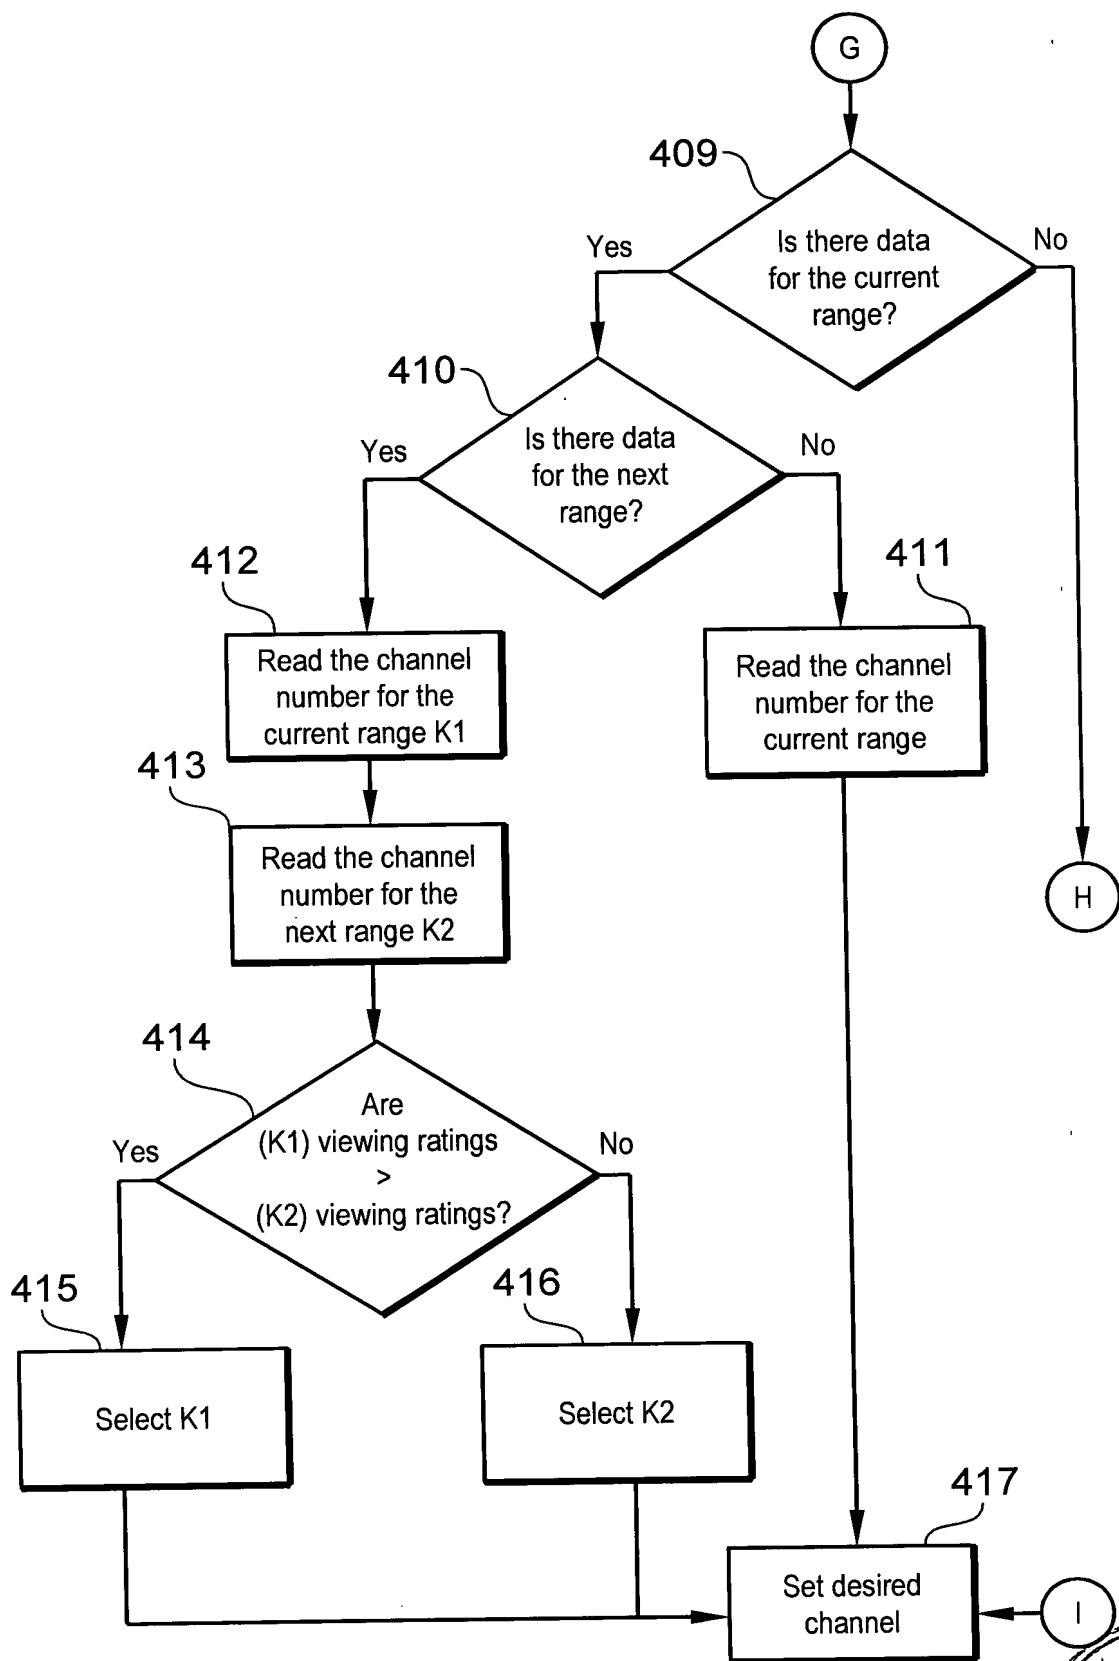 G
409
Is there data
for the current
range?
Yes
No
410
Is there data
for the next
range?
Yes
No
412
Read the channel
number for the
current range K1
411
Read the channel
number for the
current range
413
Read the channel
number for the
next range K2
H
414
Are
(K1) viewing ratings
>
(K2) viewing ratings?
Yes
No
415
Select K1
416
Select K2
417
Set desired
channel
I